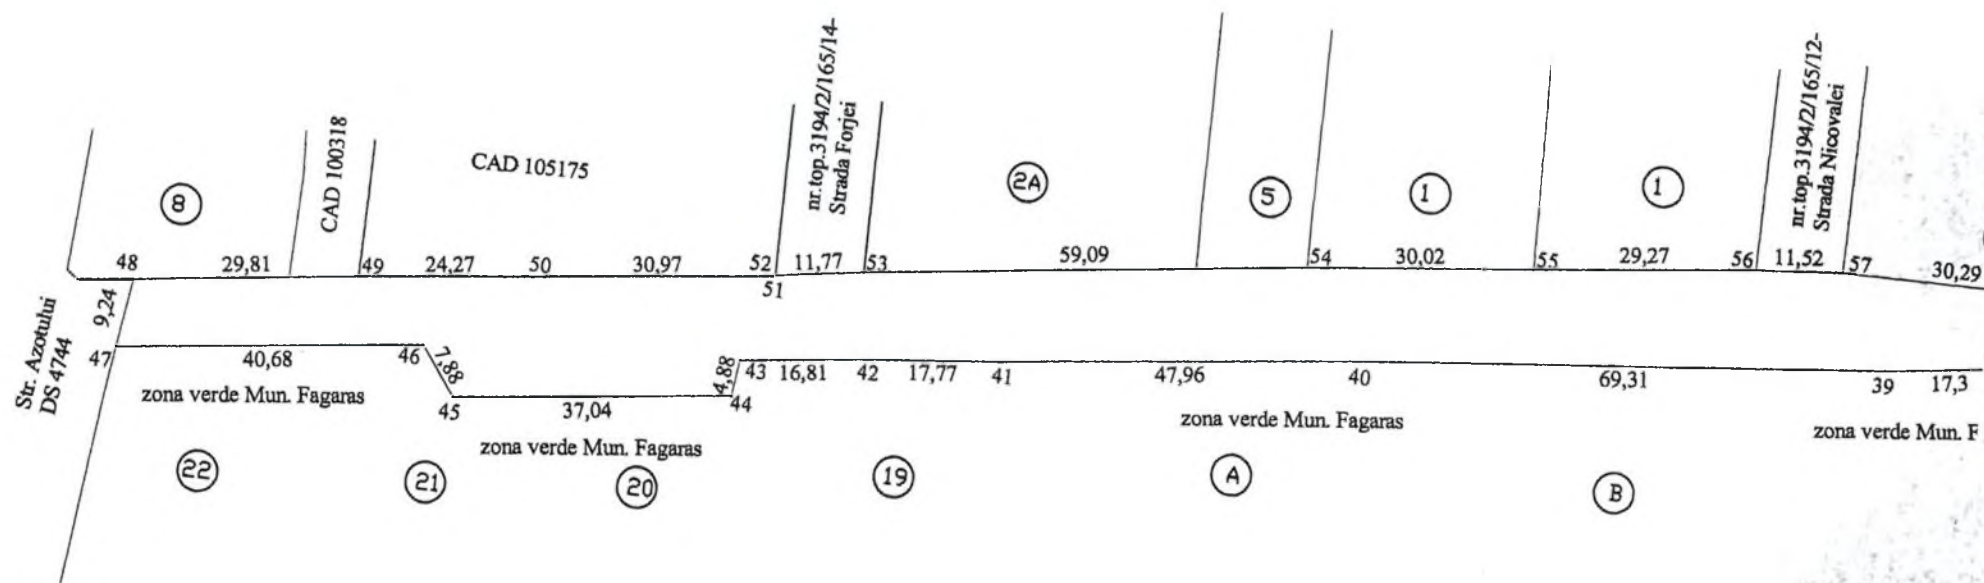 nr.top.3194/2/165/14-
Strada Forjei
nr.top.3194/2/165/12-
Strada Nicovalei
CAD 100318
CAD 105175
8
2A
5
1
1
48 29,81 49 24,27 50 30,97 52 11,77 53 59,09 54 30,02 55 29,27 56 11,52 57 30,29
51
9,24
Str. Azotului
DS 4744
47 40,68 46 7,88 4,88 43 16,81 42 17,77 41 47,96 40 69,31 39 17,3
zona verde Mun. Fagaras
45 37,04 44
zona verde Mun. Fagaras
zona verde Mun. Fagaras
zona verde Mun. F
22
21
20
19
A
B